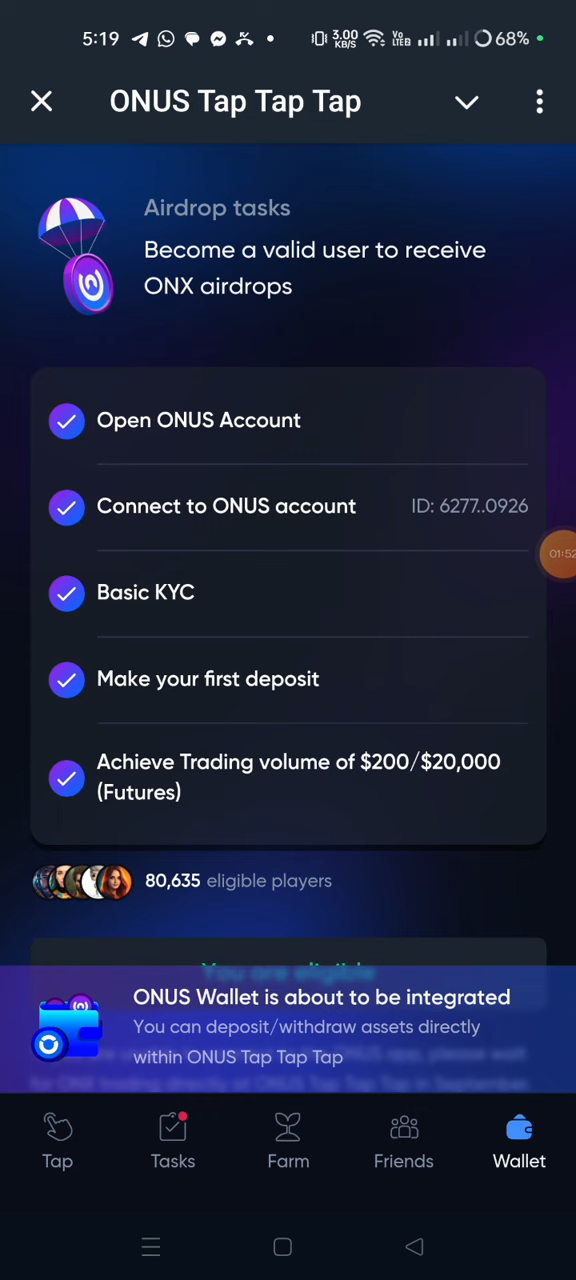 5:19
3.00 KB/S
Vo LTE2
68%
ONUS Tap Tap Tap
Airdrop tasks
Become a valid user to receive
ONX airdrops
Open ONUS Account
Connect to ONUS account ID: 6277..0926
01:52
Basic KYC
Make your first deposit
Achieve Trading volume of $200/$20,000
(Futures)
80,635 eligible players
You are eligible
ONUS Wallet is about to be integrated
You can deposit/withdraw assets directly
within ONUS Tap Tap Tap
Tap
Tasks
Farm
Friends
Wallet